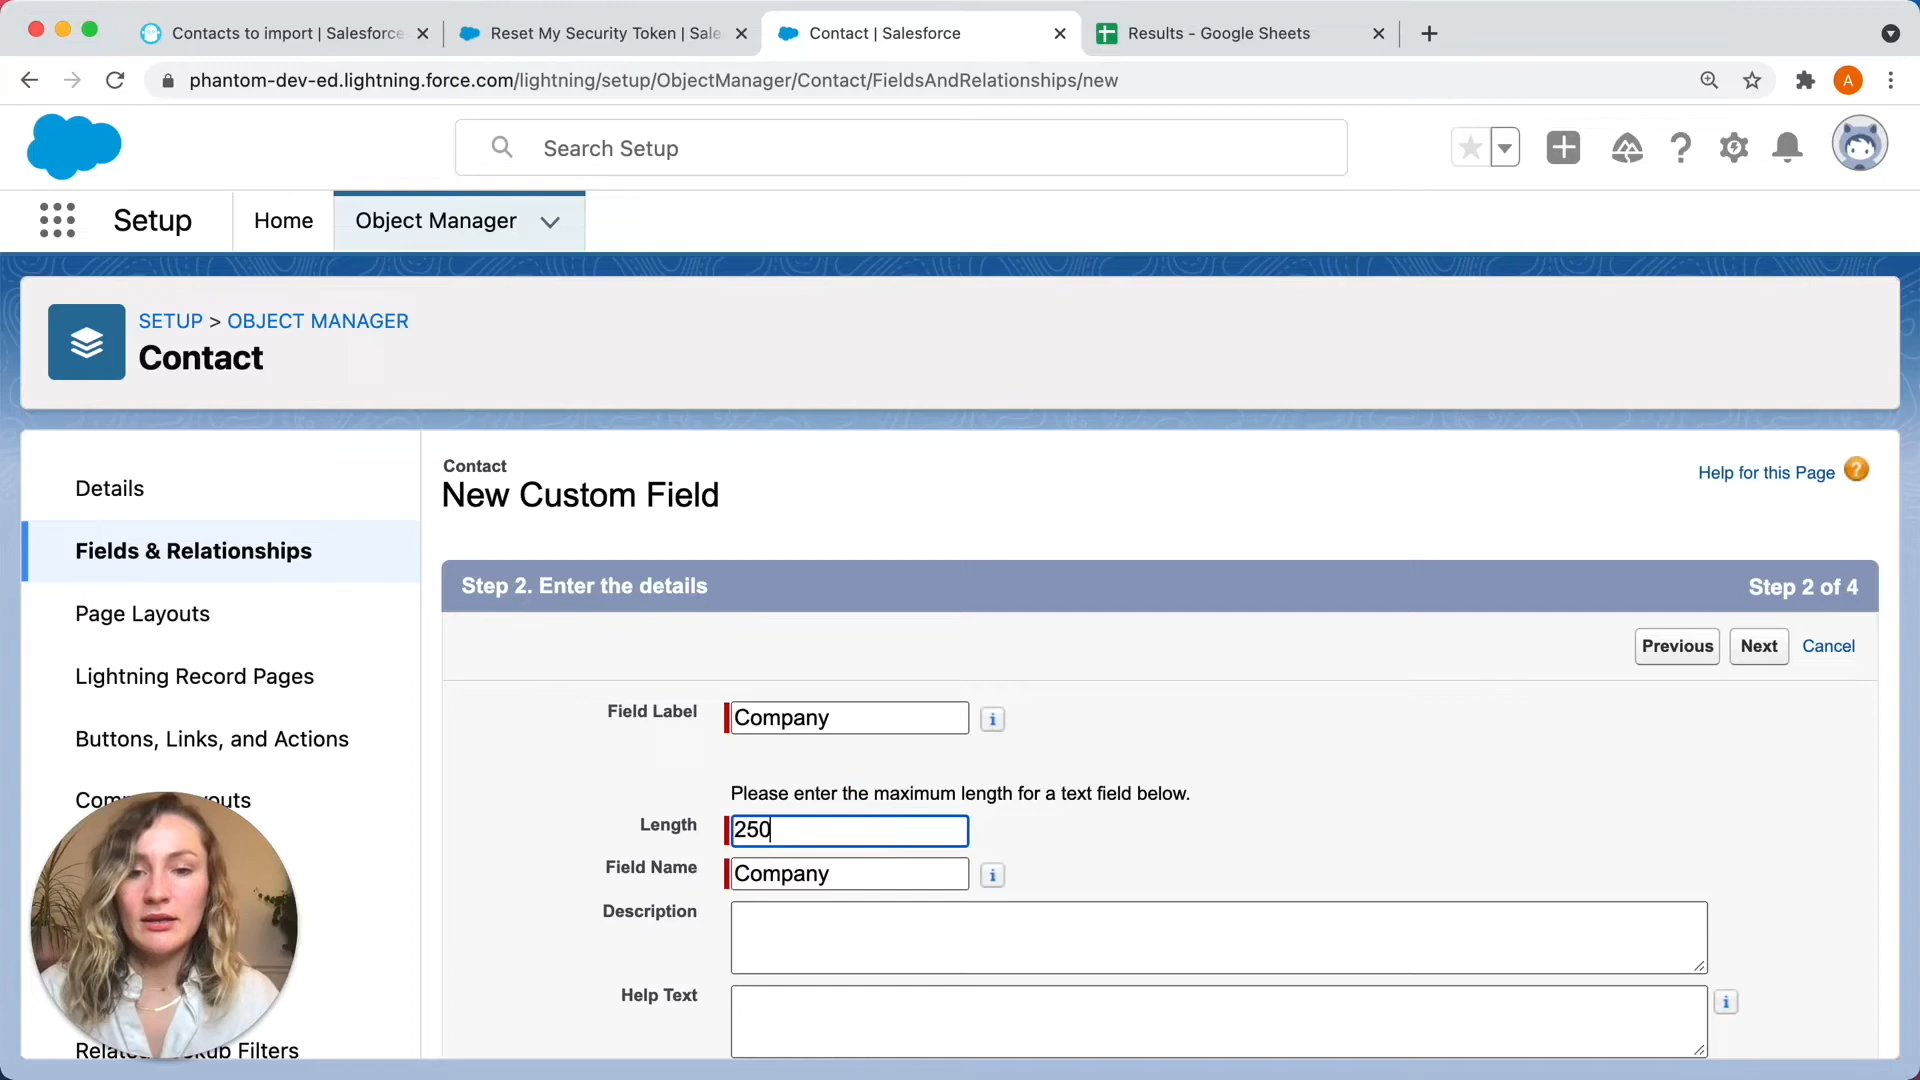 Contacts to import | Salesforce
Reset My Security Token | Sale
Contact | Salesforce
Results - Google Sheets
phantom-dev-ed.lightning.force.com/lightning/setup/ObjectManager/Contact/FieldsAndRelationships/new
A
Search Setup
Setup
Home
Object Manager
SETUP > OBJECT MANAGER
Contact
Details
Fields & Relationships
Page Layouts
Lightning Record Pages
Buttons, Links, and Actions
Com outs
Rela kup Filters
Contact
New Custom Field
Help for this Page ?
Step 2. Enter the details
Step 2 of 4
Previous
Next
Cancel
Field Label
Company
i
Please enter the maximum length for a text field below.
Length
250
Field Name
Company
i
Description
Help Text
i